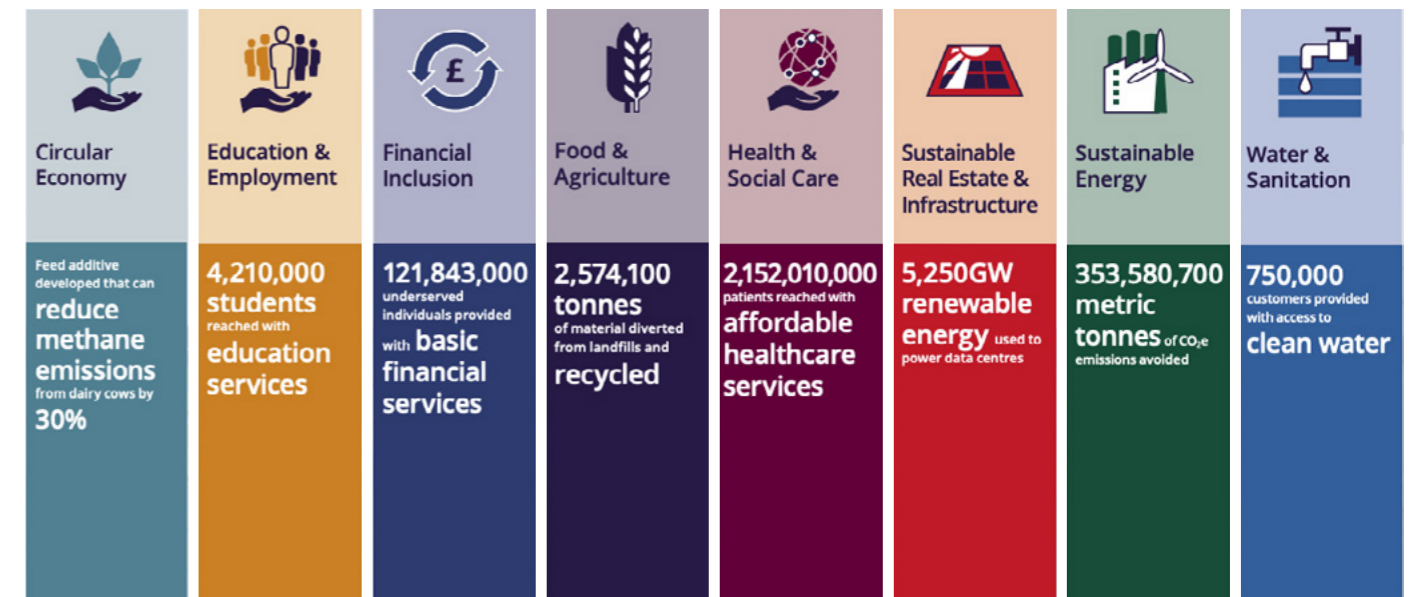 £
Circular
Economy
Feed additive
developed that can
reduce
methane
emissions
from dairy cows by
30%
Education &
Employment
4,210,000
students
reached with
education
services
Financial
Inclusion
121,843,000
underserved
individuals provided
with basic
financial
services
Food &
Agriculture
2,574,100
tonnes
of material diverted
from landfills and
recycled
Health &
Social Care
2,152,010,000
patients reached with
affordable
healthcare
services
Sustainable
Real Estate &
Infrastructure
5,250GW
renewable
energy used to
power data centres
Sustainable
Energy
353,580,700
metric
tonnes of CO₂e
emissions avoided
Water &
Sanitation
750,000
customers provided
with access to
clean water